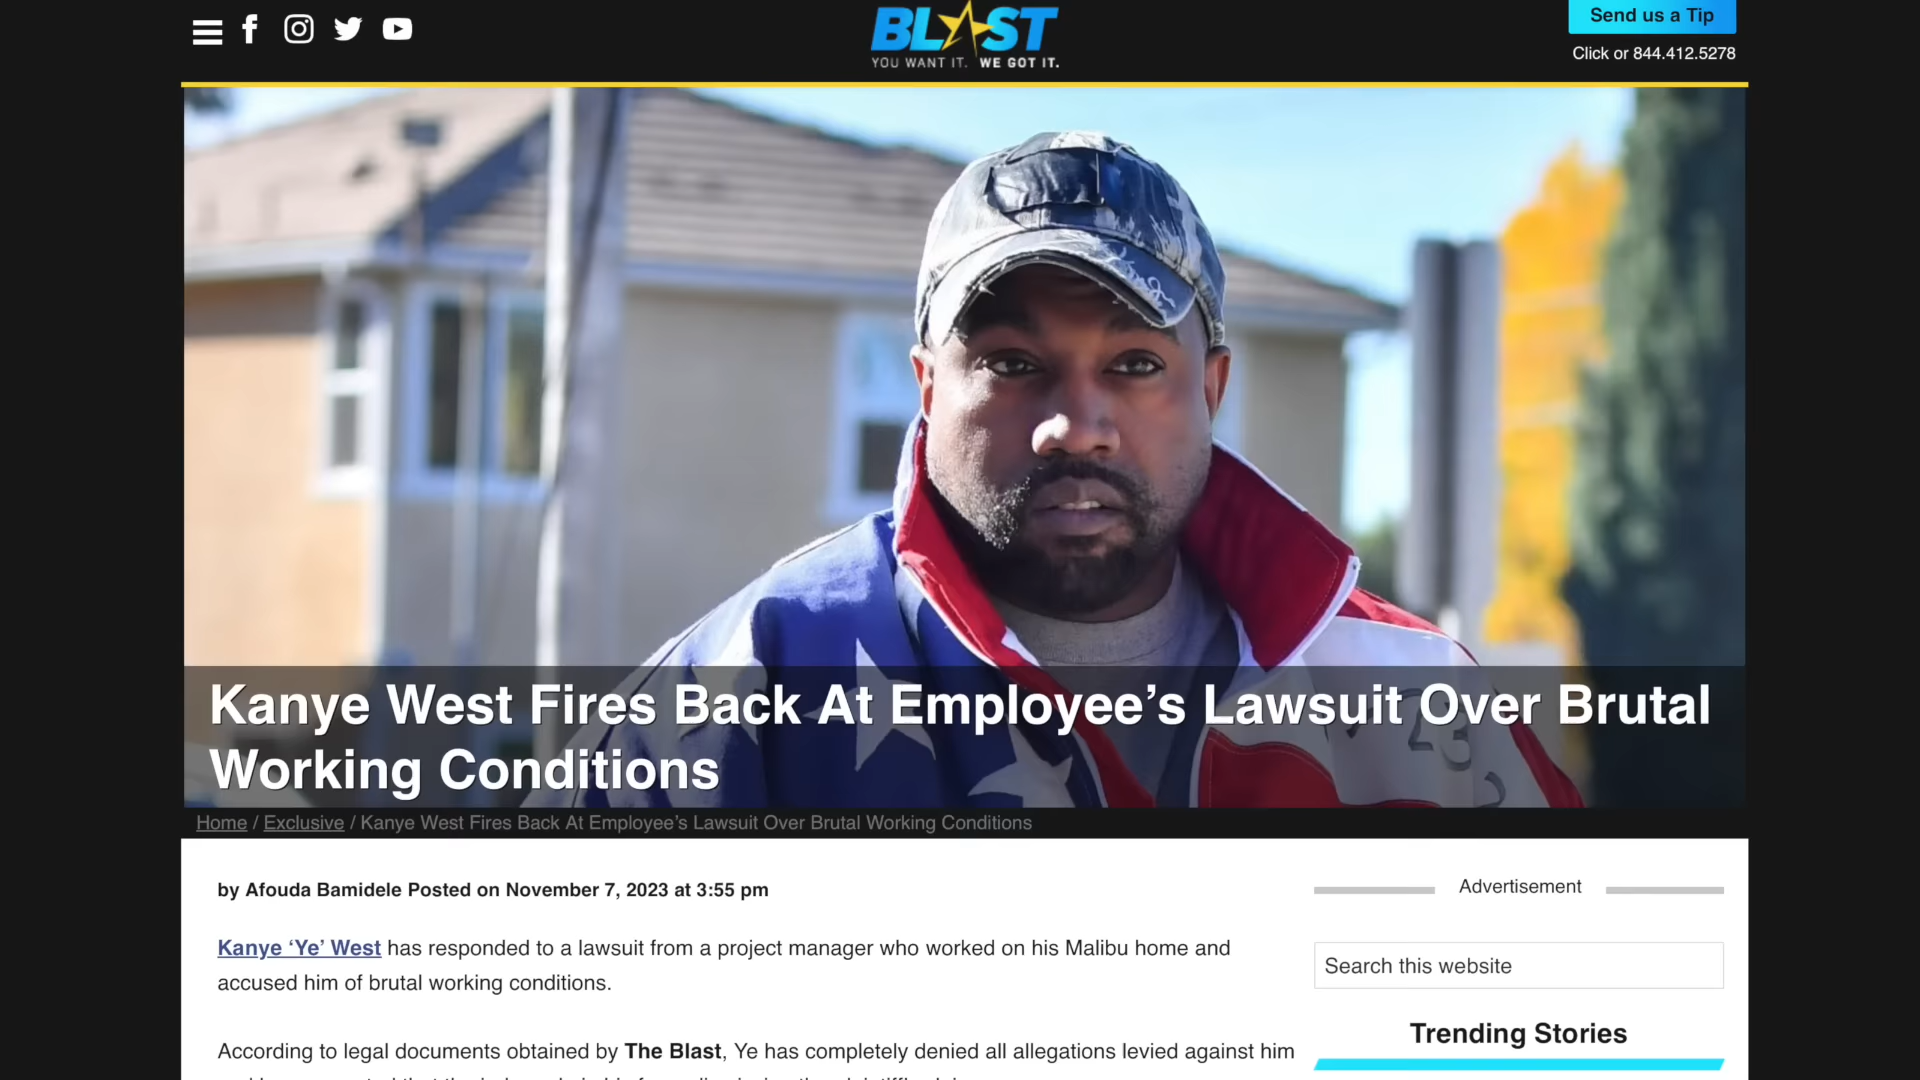 BLAST
YOU WANT IT. WE GOT IT.
Send us a Tip
Click or 844.412.5278
Kanye West Fires Back At Employee’s Lawsuit Over Brutal
Working Conditions
Home / Exclusive / Kanye West Fires Back At Employee’s Lawsuit Over Brutal Working Conditions
by Afouda Bamidele Posted on November 7, 2023 at 3:55 pm
Kanye ‘Ye’ West has responded to a lawsuit from a project manager who worked on his Malibu home and
accused him of brutal working conditions.
According to legal documents obtained by The Blast, Ye has completely denied all allegations levied against him
Advertisement
Search this website
Trending Stories